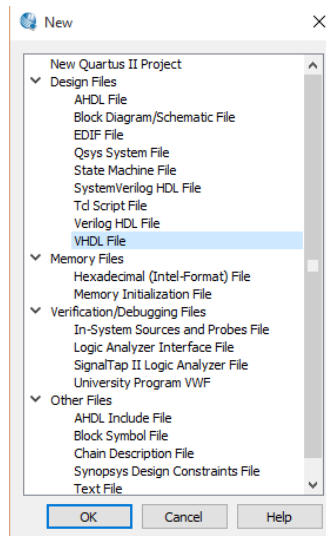 New
New Quartus II Project
Design Files
AHDL File
Block Diagram/Schematic File
EDIF File
Qsys System File
State Machine File
SystemVerilog HDL File
Tcl Script File
Verilog HDL File
VHDL File
Memory Files
Hexadecimal (Intel-Format) File
Memory Initialization File
Verification/Debugging Files
In-System Sources and Probes File
Logic Analyzer Interface File
SignalTap II Logic Analyzer File
University Program VWF
Other Files
AHDL Include File
Block Symbol File
Chain Description File
Synopsys Design Constraints File
Text File
OK Cancel Help